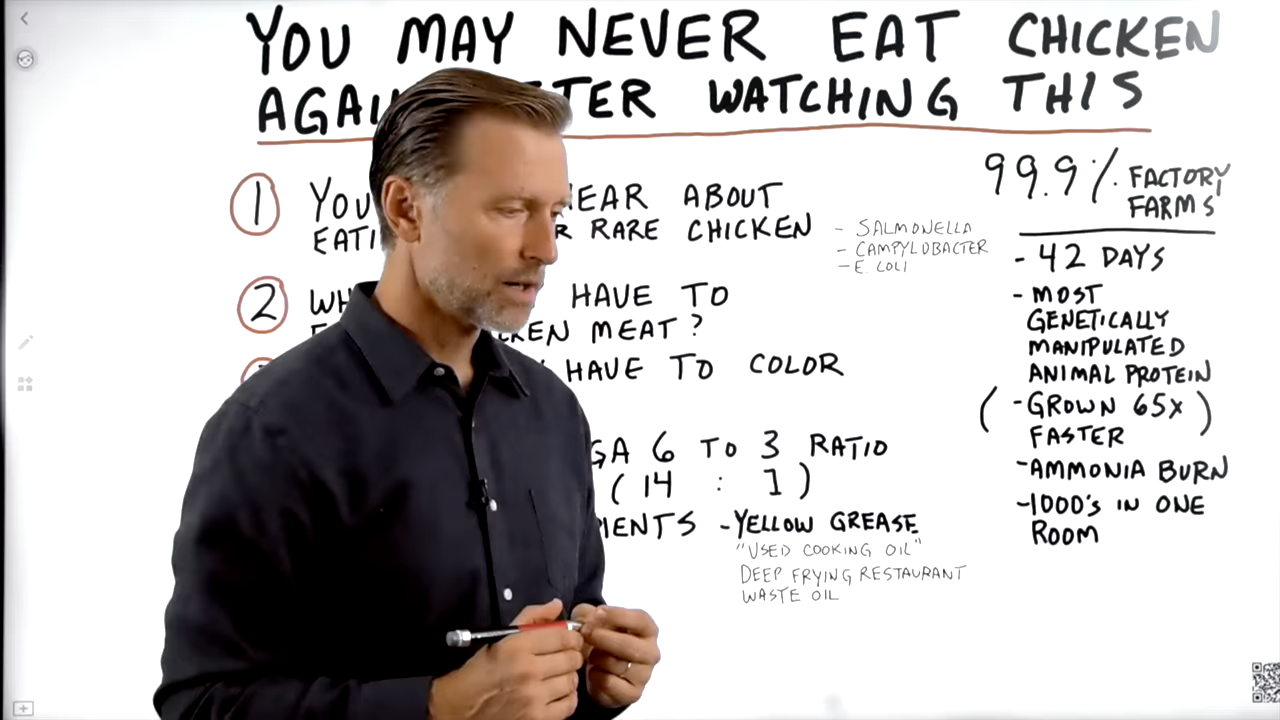 YOU MAY NEVER EAT CHICKEN
AGAI TER WATCHING THIS
1 YOU EAR ABOUT
EATI R RARE CHICKEN
- SALMONELLA
- CAMPYLOBACTER
- E. COLI
2 WH HAVE TO
KEN MEAT?
HAVE TO COLOR
GA 6 TO 3 RATIO
(14 : 1)
IENTS - YELLOW GREASE
"USED COOKING OIL"
DEEP FRYING RESTAURANT
WASTE OIL
99.9% FACTORY
FARMS
- 42 DAYS
- MOST
GENETICALLY
MANIPULATED
ANIMAL PROTEIN
(- GROWN 65X)
FASTER
- AMMONIA BURN
- 1000'S IN ONE
ROOM